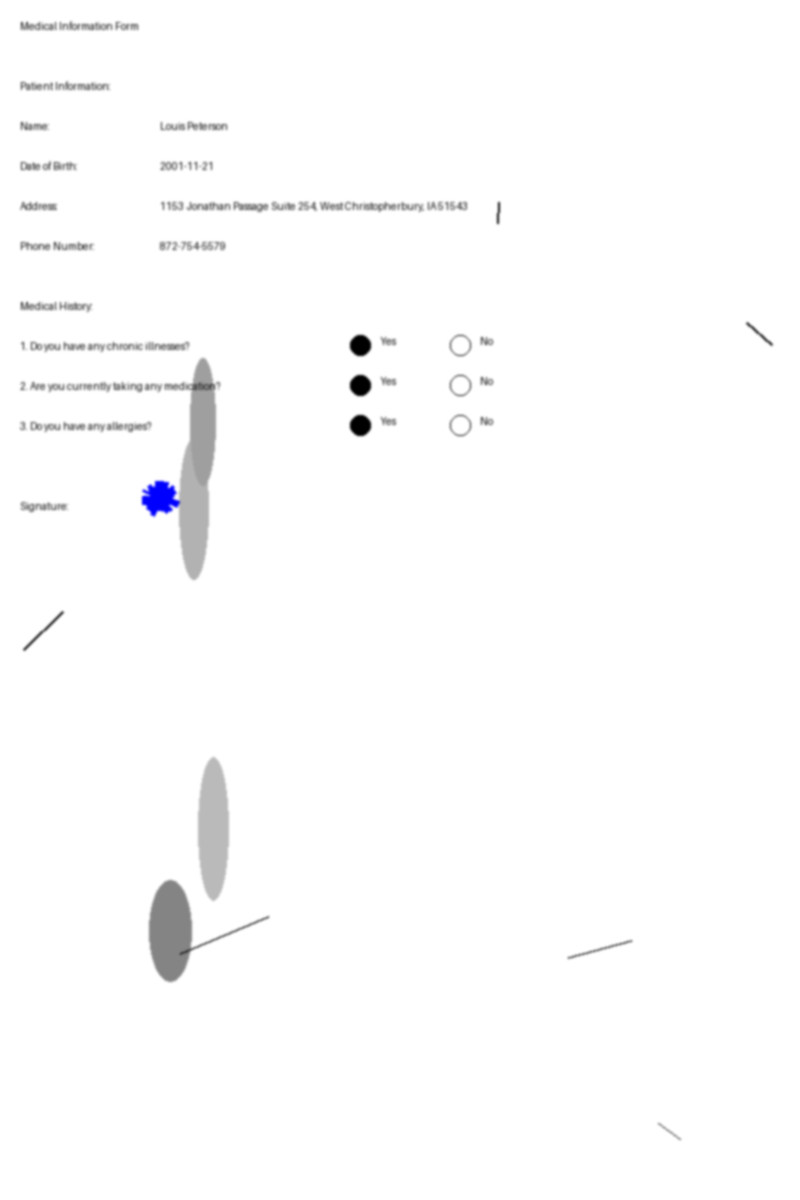 Medical Information Form
Patient Information:
Name: Louis Peterson
Date of Birth: 2001-11-21
Address: 1153 Jonathan Passage Suite 254, West Christopherbury, IA 51543
Phone Number: 872-754-5579
Medical History:
1. Do you have any chronic illnesses? Yes No
2. Are you currently taking any medication? Yes No
3. Do you have any allergies? Yes No
Signature: